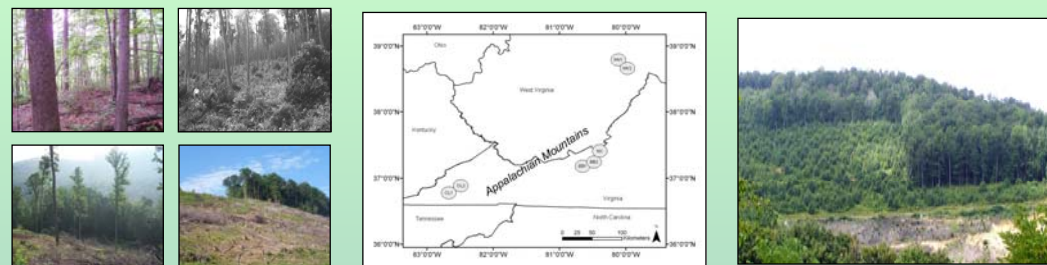 83°0'0"W 82°0'0"W 81°0'0"W 80°0'0"W
39°0'0"N 39°0'0"N
Ohio
West Virginia
38°0'0"N 38°0'0"N
Kentucky
Appalachian Mountains
37°0'0"N 37°0'0"N
Virginia
Tennessee
North Carolina
N
0 25 50 100
Kilometers
36°0'0"N 36°0'0"N
83°0'0"W 82°0'0"W 81°0'0"W 80°0'0"W